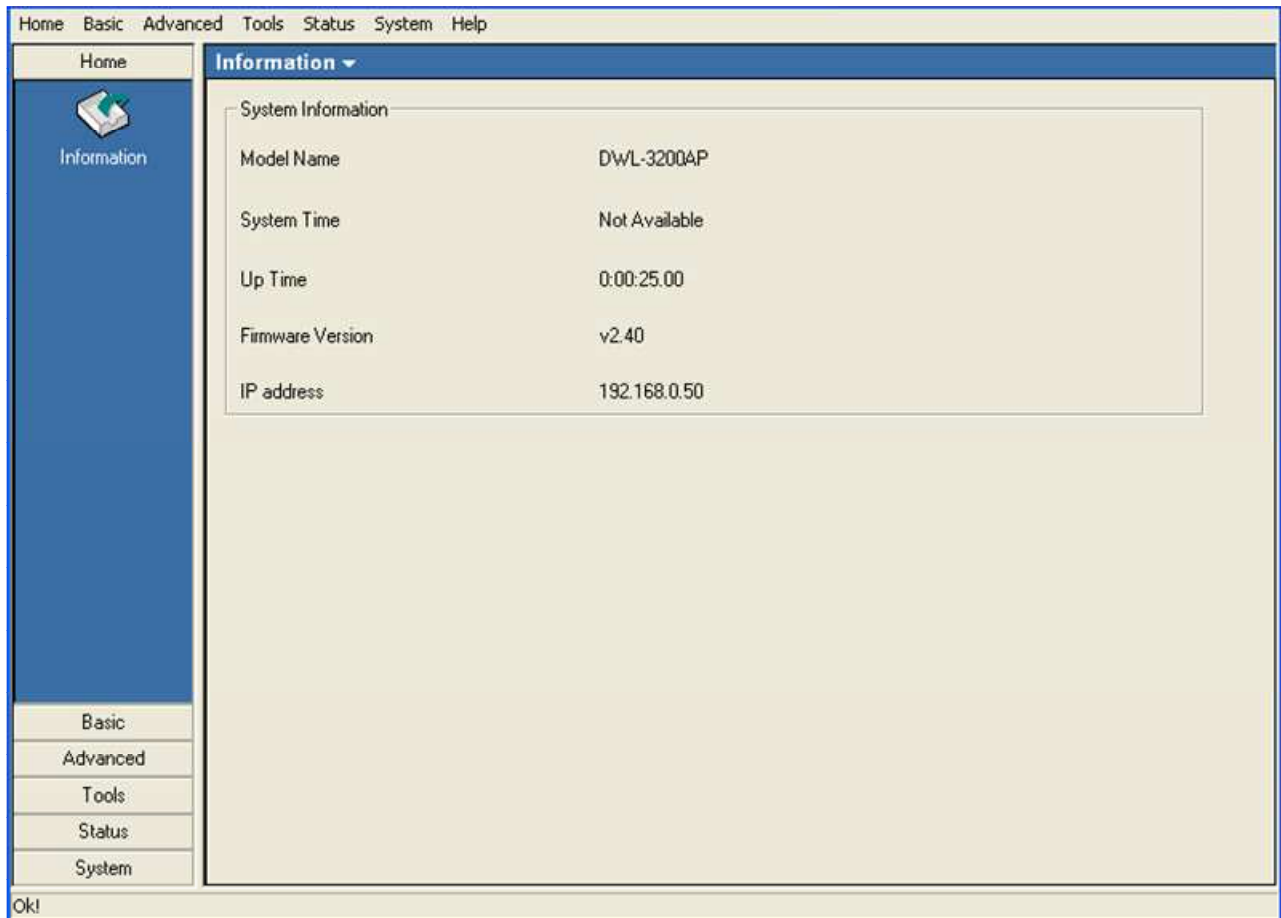 Home Basic Advanced Tools Status System Help
Home
Information
Information
System Information
Model Name DWL-3200AP
System Time Not Available
Up Time 0:00:25.00
Firmware Version v2.40
IP address 192.168.0.50
Basic
Advanced
Tools
Status
System
Ok!